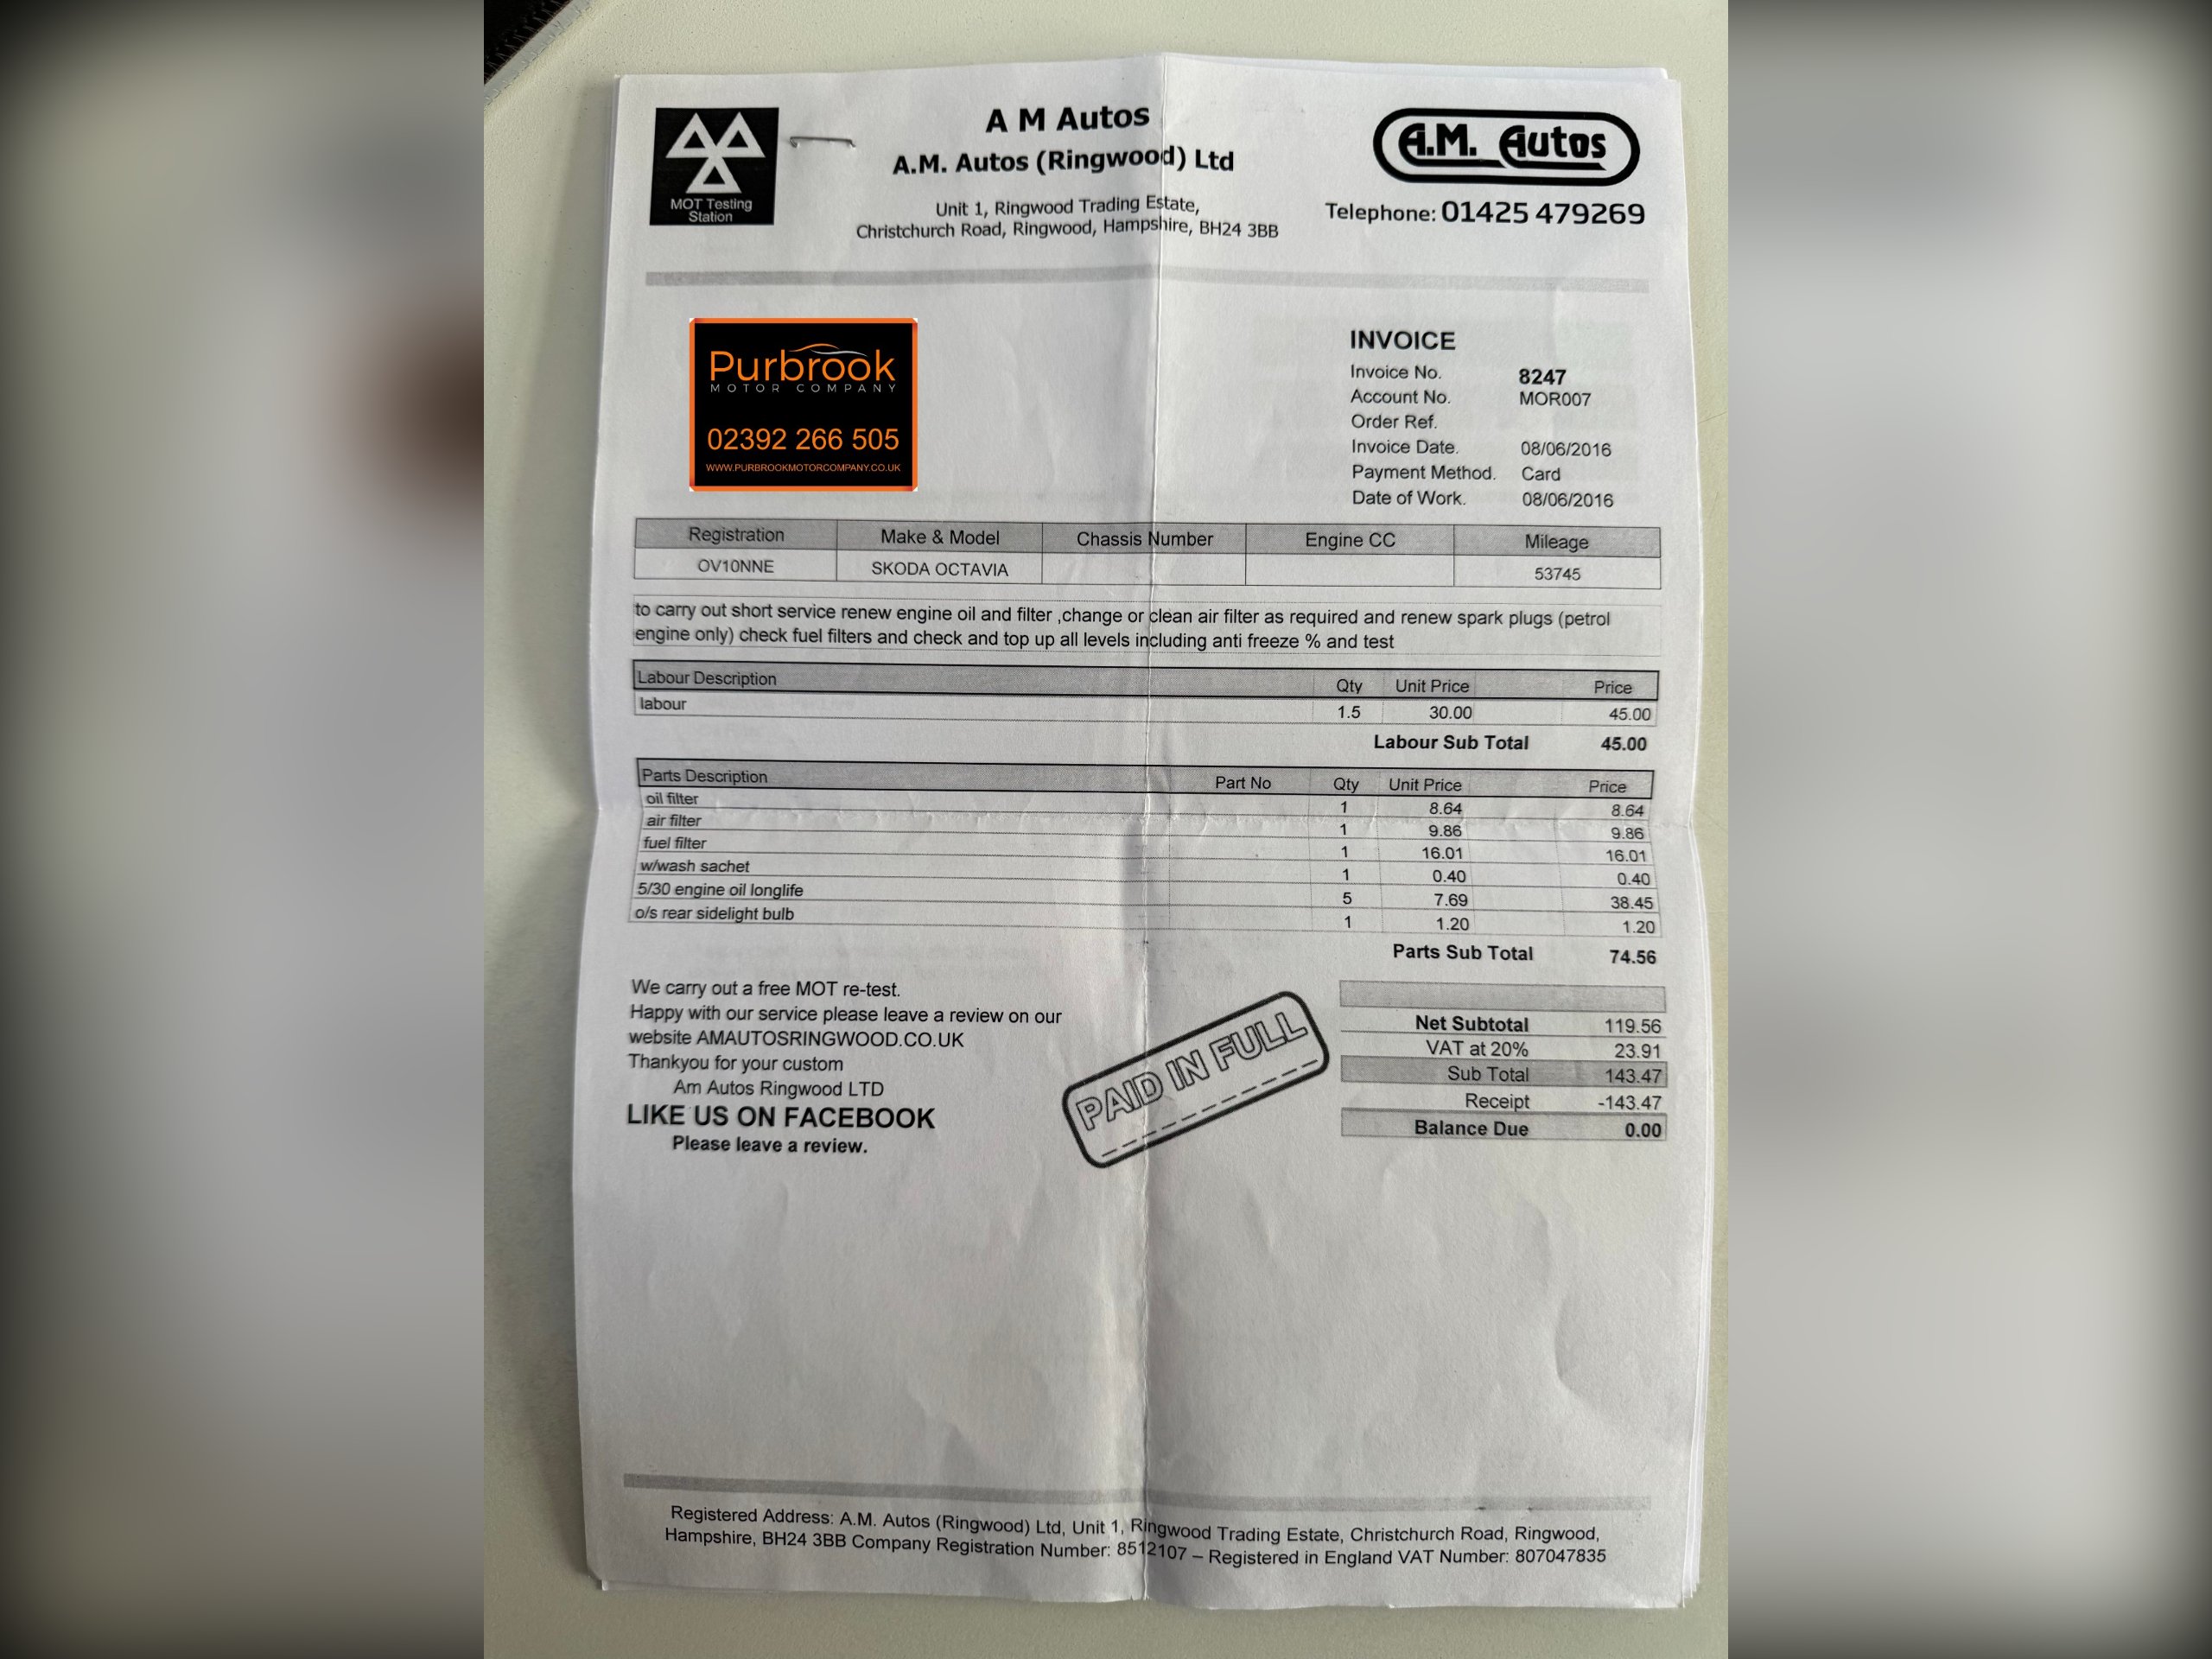 MOT Testing
Station
A M Autos
A.M. Autos (Ringwood) Ltd
Unit 1, Ringwood Trading Estate,
Christchurch Road, Ringwood, Hampshire, BH24 3BB
A.M. Autos
Telephone: 01425 479269
Purbrook
MOTOR COMPANY
02392 266 505
WWW.PURBROOKMOTORCOMPANY.CO.UK
INVOICE
Invoice No. 8247
Account No. MOR007
Order Ref.
Invoice Date. 08/06/2016
Payment Method. Card
Date of Work. 08/06/2016
Registration Make & Model Chassis Number Engine CC Mileage
OV10NNE SKODA OCTAVIA 53745
to carry out short service renew engine oil and filter ,change or clean air filter as required and renew spark plugs (petrol
engine only) check fuel filters and check and top up all levels including anti freeze % and test
Labour Description Qty Unit Price Price
labour 1.5 30.00 45.00
Labour Sub Total 45.00
Parts Description Part No Qty Unit Price Price
oil filter 1 8.64 8.64
air filter 1 9.86 9.86
fuel filter 1 16.01 16.01
w/wash sachet 1 0.40 0.40
5/30 engine oil longlife 5 7.69 38.45
o/s rear sidelight bulb 1 1.20 1.20
Parts Sub Total 74.56
We carry out a free MOT re-test.
Happy with our service please leave a review on our
website AMAUTOSRINGWOOD.CO.UK
Thankyou for your custom
Am Autos Ringwood LTD
LIKE US ON FACEBOOK
Please leave a review.
PAID IN FULL
Net Subtotal 119.56
VAT at 20% 23.91
Sub Total 143.47
Receipt -143.47
Balance Due 0.00
Registered Address: A.M. Autos (Ringwood) Ltd, Unit 1, Ringwood Trading Estate, Christchurch Road, Ringwood,
Hampshire, BH24 3BB Company Registration Number: 8512107 – Registered in England VAT Number: 807047835